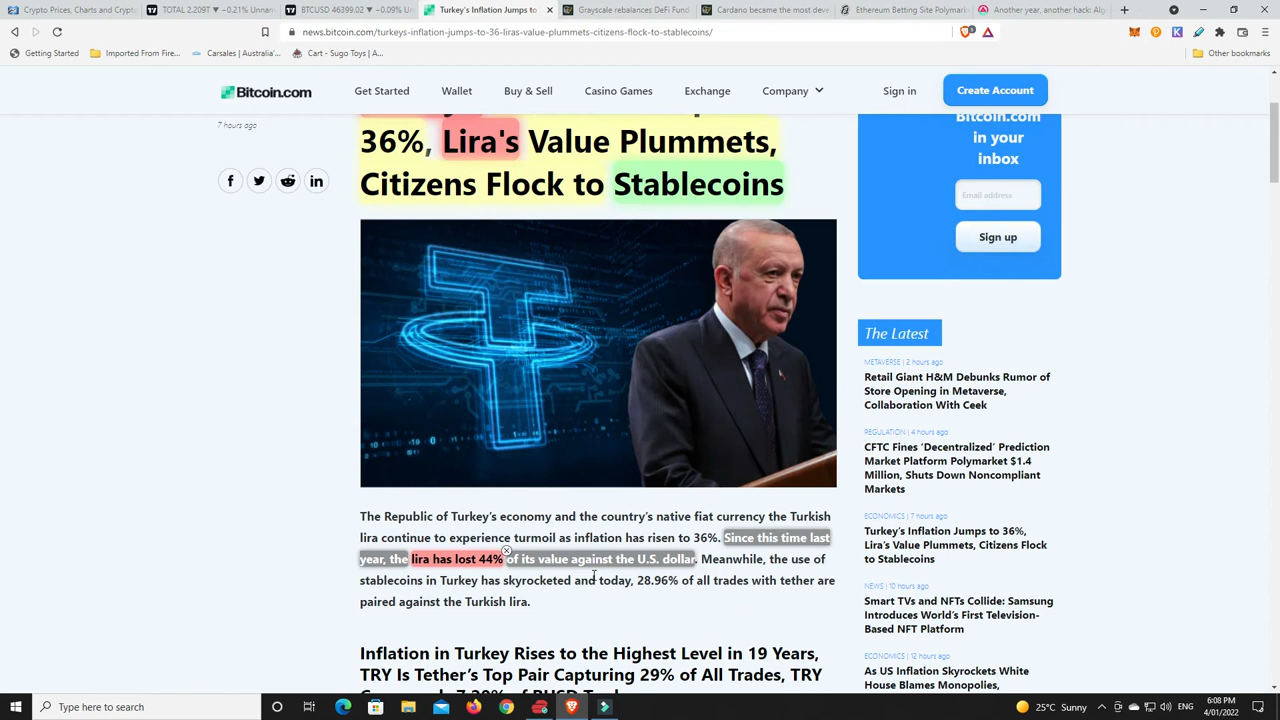 Crypto Prices, Charts and Crypto
TOTAL 2.209T ▾ +0.21% Unnam
BTCUSD 46399.02 ▾ +0.09% Un
Turkey's Inflation Jumps to
Grayscale rebalances DeFi Fund
Cardano became the most deve
Ethereum Betting Site Polymark
Another year, another hack: Alg
news.bitcoin.com/turkeys-inflation-jumps-to-36-liras-value-plummets-citizens-flock-to-stablecoins/
Getting Started
Imported From Fire...
Carsales | Australia's...
Cart - Sugo Toys | A...
Other bookmarks
Bitcoin.com
Get Started
Wallet
Buy & Sell
Casino Games
Exchange
Company
Sign in
Create Account
7 hours ago
36%, Lira's Value Plummets,
Citizens Flock to Stablecoins
The Republic of Turkey's economy and the country's native fiat currency the Turkish
lira continue to experience turmoil as inflation has risen to 36%. Since this time last
year, the lira has lost 44% of its value against the U.S. dollar. Meanwhile, the use of
stablecoins in Turkey has skyrocketed and today, 28.96% of all trades with tether are
paired against the Turkish lira.
Inflation in Turkey Rises to the Highest Level in 19 Years,
TRY Is Tether's Top Pair Capturing 29% of All Trades, TRY
Bitcoin.com
in your
inbox
Email address
Sign up
The Latest
METAVERSE | 2 hours ago
Retail Giant H&M Debunks Rumor of
Store Opening in Metaverse,
Collaboration With Ceek
REGULATION | 4 hours ago
CFTC Fines 'Decentralized' Prediction
Market Platform Polymarket $1.4
Million, Shuts Down Noncompliant
Markets
ECONOMICS | 7 hours ago
Turkey's Inflation Jumps to 36%,
Lira's Value Plummets, Citizens Flock
to Stablecoins
NEWS | 10 hours ago
Smart TVs and NFTs Collide: Samsung
Introduces World's First Television-
Based NFT Platform
ECONOMICS | 12 hours ago
As US Inflation Skyrockets White
House Blames Monopolies,
Type here to search
25°C Sunny
ENG
6:08 PM
4/01/2022